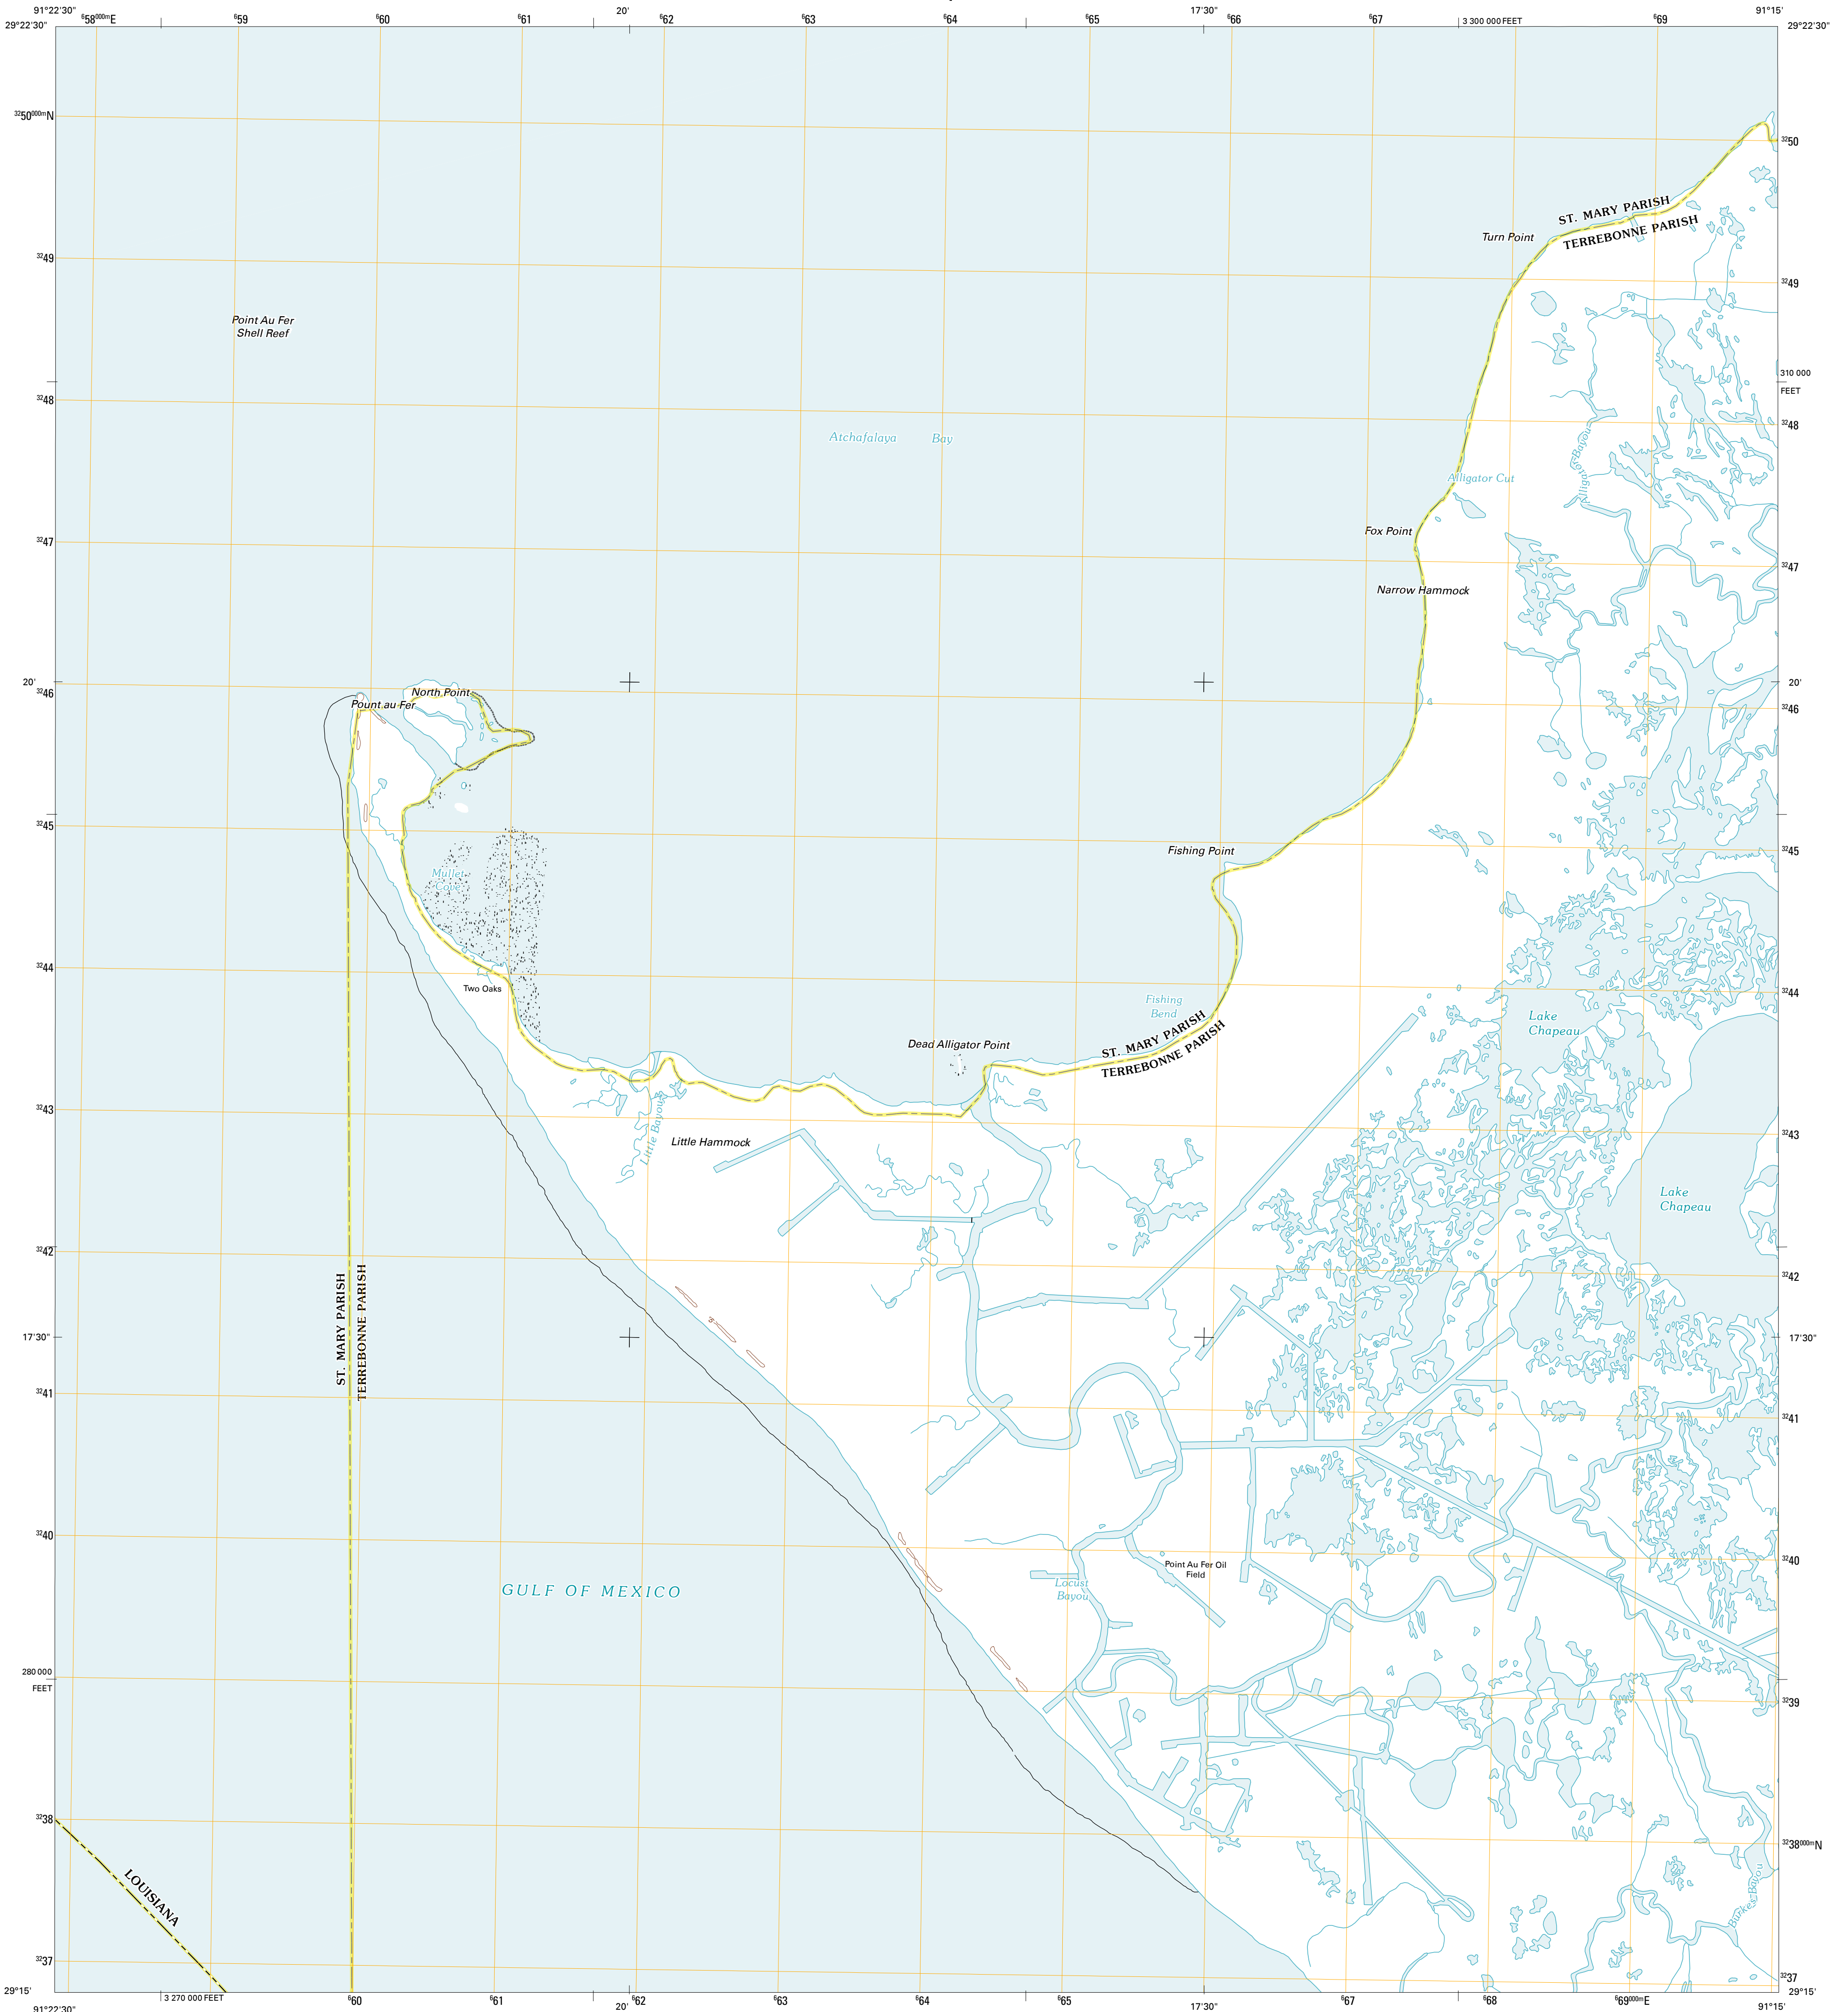 91°22'30"
⁶58⁰⁰⁰ᵐE
⁶59
⁶60
⁶61
20'
⁶62
⁶63
⁶64
⁶65
17'30"
⁶66
⁶67
3 300 000 FEET
⁶69
91°15'
29°22'30"
29°22'30"
³²50⁰⁰⁰ᵐN
³²50
ST. MARY PARISH
TERREBONNE PARISH
Turn Point
³²49
³²49
Point Au Fer
Shell Reef
310 000
FEET
³²48
³²48
Atchafalaya Bay
Alligator Bayou
Alligator Cut
Fox Point
³²47
³²47
Narrow Hammock
20'
20'
³²46
³²46
North Point
Pount au Fer
³²45
³²45
Fishing Point
Mullet
Cove
³²44
³²44
Two Oaks
Fishing
Bend
Lake
Chapeau
Dead Alligator Point
ST. MARY PARISH
TERREBONNE PARISH
³²43
³²43
Little Bayou
Little Hammock
Lake
Chapeau
³²42
³²42
ST. MARY PARISH
TERREBONNE PARISH
17'30"
17'30"
³²41
³²41
³²40
³²40
Point Au Fer Oil
Field
Locust
Bayou
GULF OF MEXICO
280 000
FEET
³²39
³²38
³²38⁰⁰⁰ᵐN
LOUISIANA
Burkes Bayou
³²37
³²37
29°15'
29°15'
91°22'30"
3 270 000 FEET
⁶60
⁶61
20'
⁶62
⁶63
⁶64
⁶65
17'30"
⁶67
⁶68
⁶69⁰⁰⁰ᵐE
91°15'